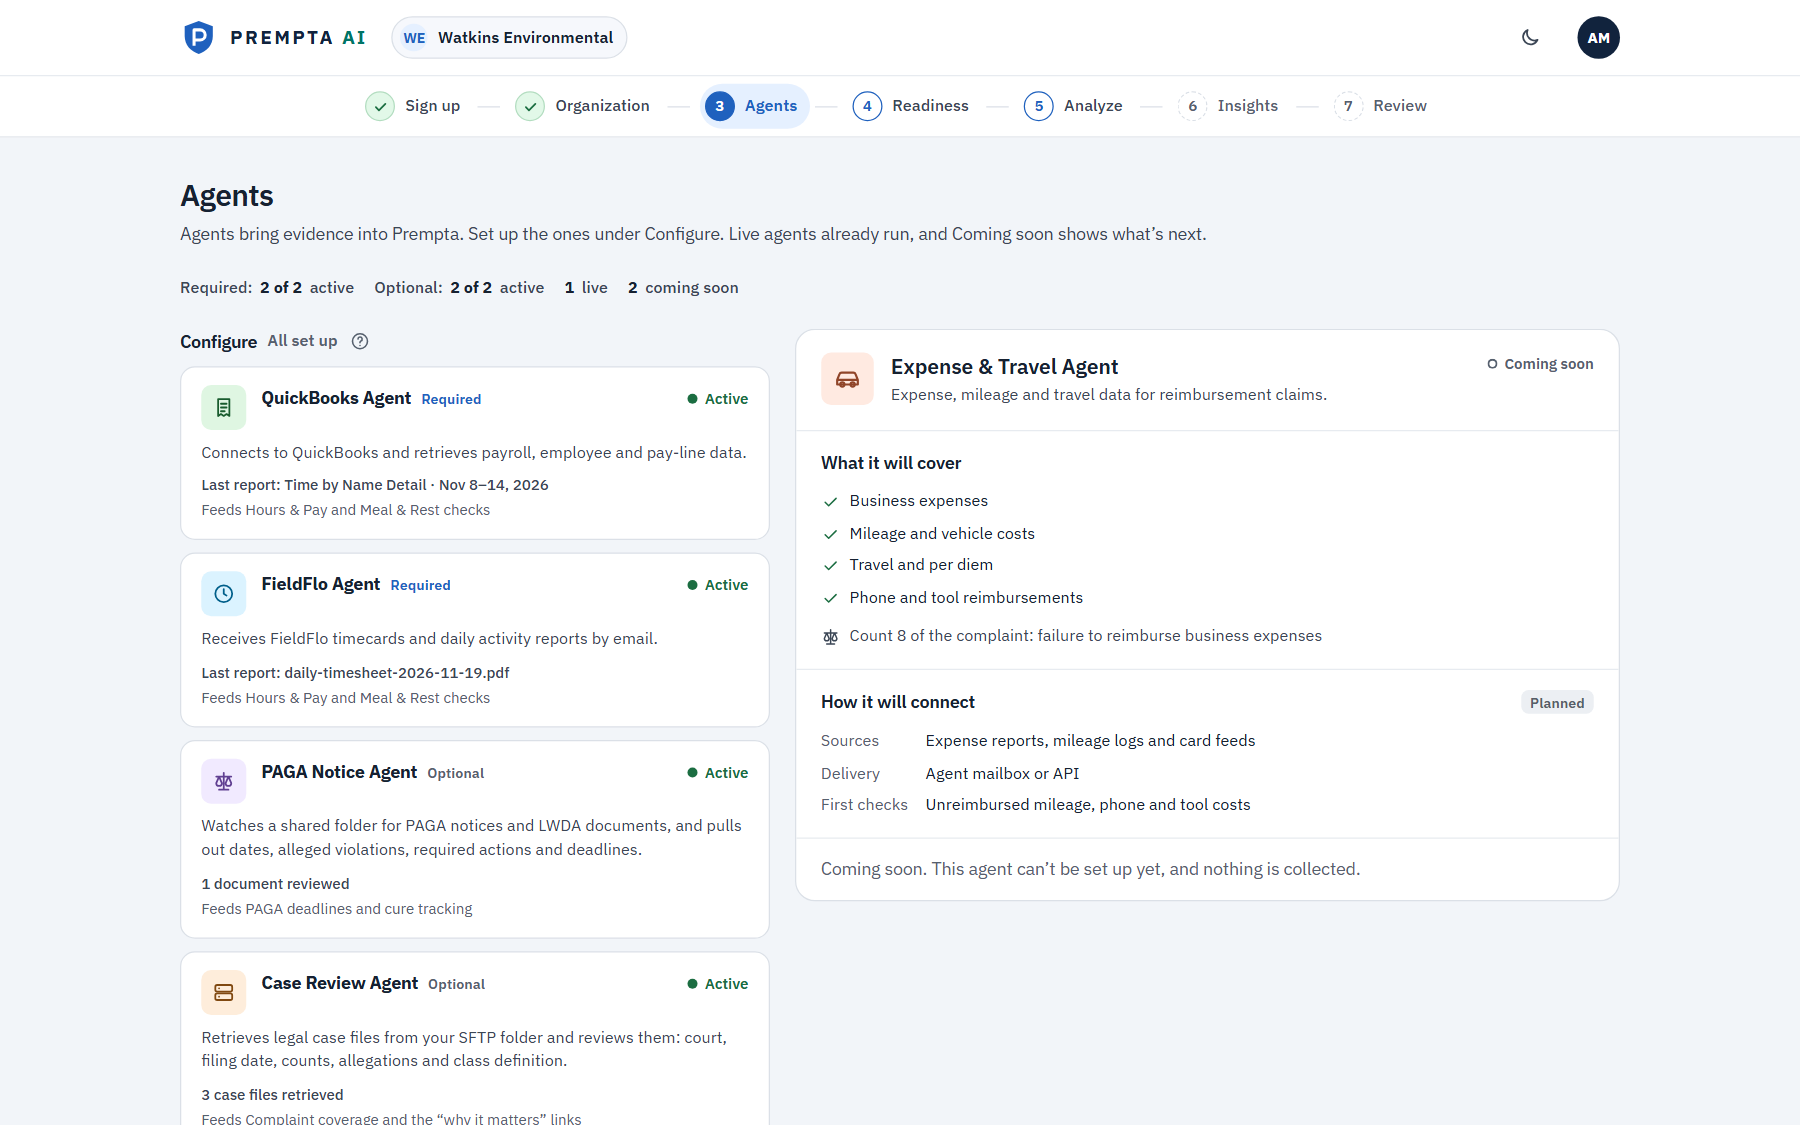 PREMPTA AI
WE Watkins Environmental
AM
Sign up
Organization
3 Agents
4 Readiness
5 Analyze
6 Insights
7 Review
Agents
Agents bring evidence into Prempta. Set up the ones under Configure. Live agents already run, and Coming soon shows what’s next.
Required: 2 of 2 active Optional: 2 of 2 active 1 live 2 coming soon
Configure All set up
QuickBooks Agent Required Active
Connects to QuickBooks and retrieves payroll, employee and pay-line data.
Last report: Time by Name Detail · Nov 8–14, 2026
Feeds Hours & Pay and Meal & Rest checks
FieldFlo Agent Required Active
Receives FieldFlo timecards and daily activity reports by email.
Last report: daily-timesheet-2026-11-19.pdf
Feeds Hours & Pay and Meal & Rest checks
PAGA Notice Agent Optional Active
Watches a shared folder for PAGA notices and LWDA documents, and pulls
out dates, alleged violations, required actions and deadlines.
1 document reviewed
Feeds PAGA deadlines and cure tracking
Case Review Agent Optional Active
Retrieves legal case files from your SFTP folder and reviews them: court,
filing date, counts, allegations and class definition.
3 case files retrieved
Feeds Complaint coverage and the “why it matters” links
Expense & Travel Agent Coming soon
Expense, mileage and travel data for reimbursement claims.
What it will cover
Business expenses
Mileage and vehicle costs
Travel and per diem
Phone and tool reimbursements
Count 8 of the complaint: failure to reimburse business expenses
How it will connect Planned
Sources Expense reports, mileage logs and card feeds
Delivery Agent mailbox or API
First checks Unreimbursed mileage, phone and tool costs
Coming soon. This agent can’t be set up yet, and nothing is collected.